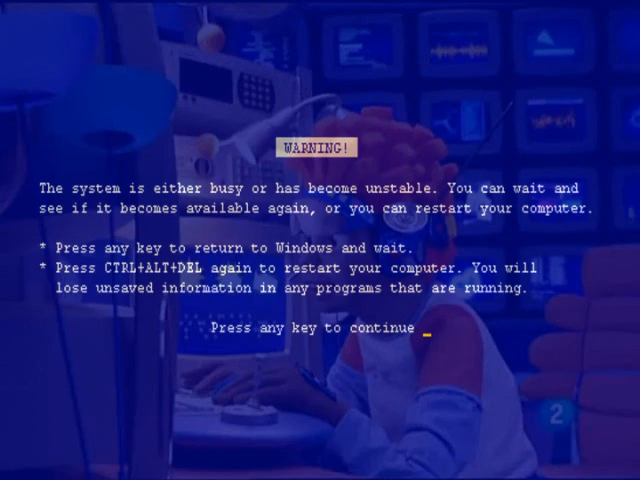 WARNING!
The system is either busy or has become unstable. You can wait and
see if it becomes available again, or you can restart your computer.
* Press any key to return to Windows and wait.
* Press CTRL+ALT+DEL again to restart your computer. You will
lose unsaved information in any programs that are running.
Press any key to continue _
2